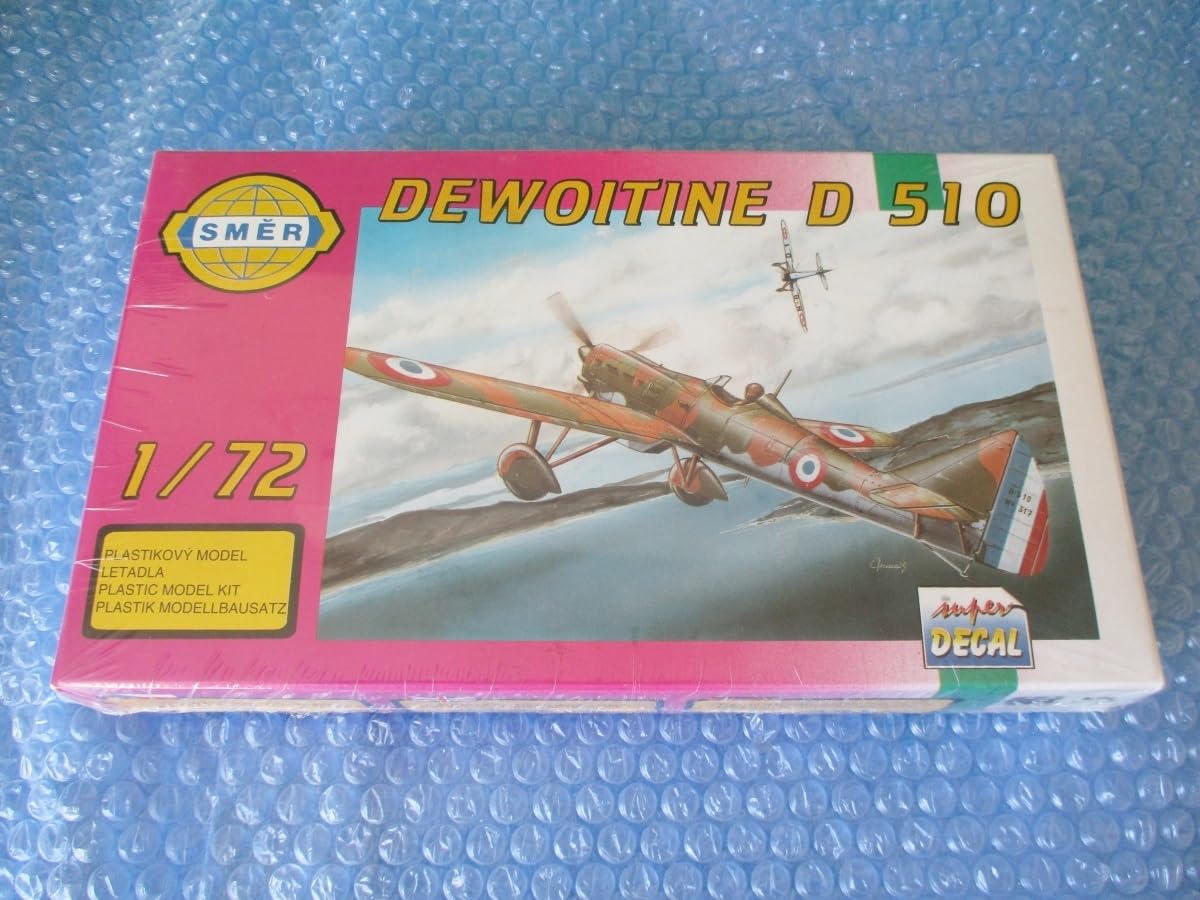 SMĚR
DEWOITINE D 510
1/72
PLASTIKOVÝ MODEL
LETADLA
PLASTIC MODEL KIT
PLASTIK MODELLBAUSATZ
super
DECAL